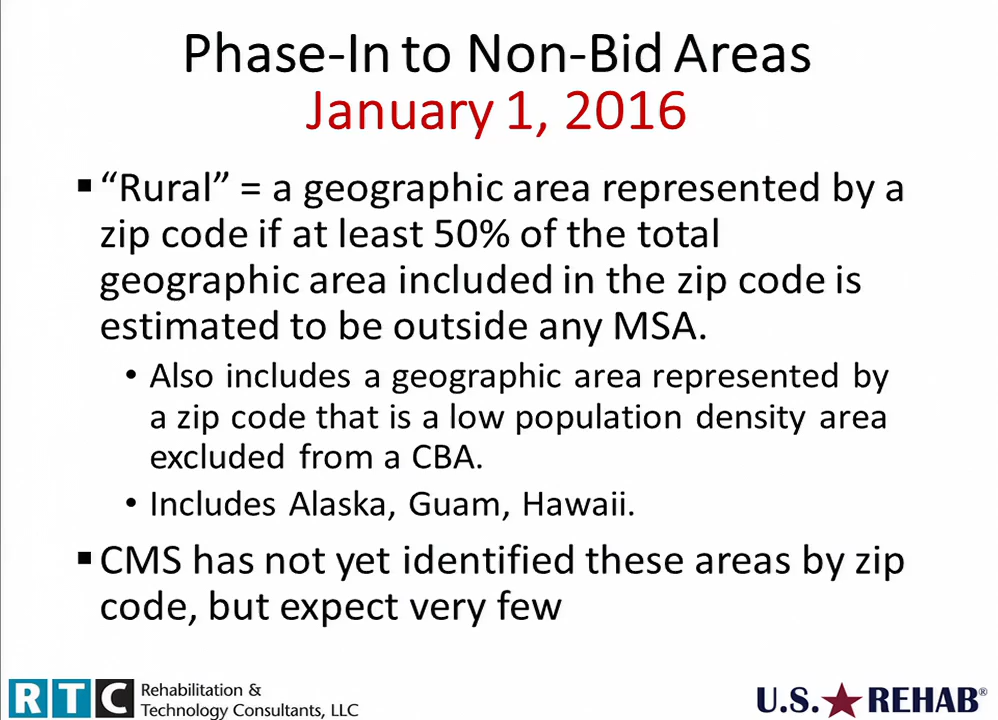 Phase-In to Non-Bid Areas
January 1, 2016
▪ “Rural” = a geographic area represented by a
zip code if at least 50% of the total
geographic area included in the zip code is
estimated to be outside any MSA.
• Also includes a geographic area represented by
a zip code that is a low population density area
excluded from a CBA.
• Includes Alaska, Guam, Hawaii.
▪ CMS has not yet identified these areas by zip
code, but expect very few
RTC Rehabilitation &
Technology Consultants, LLC
U.S. REHAB®